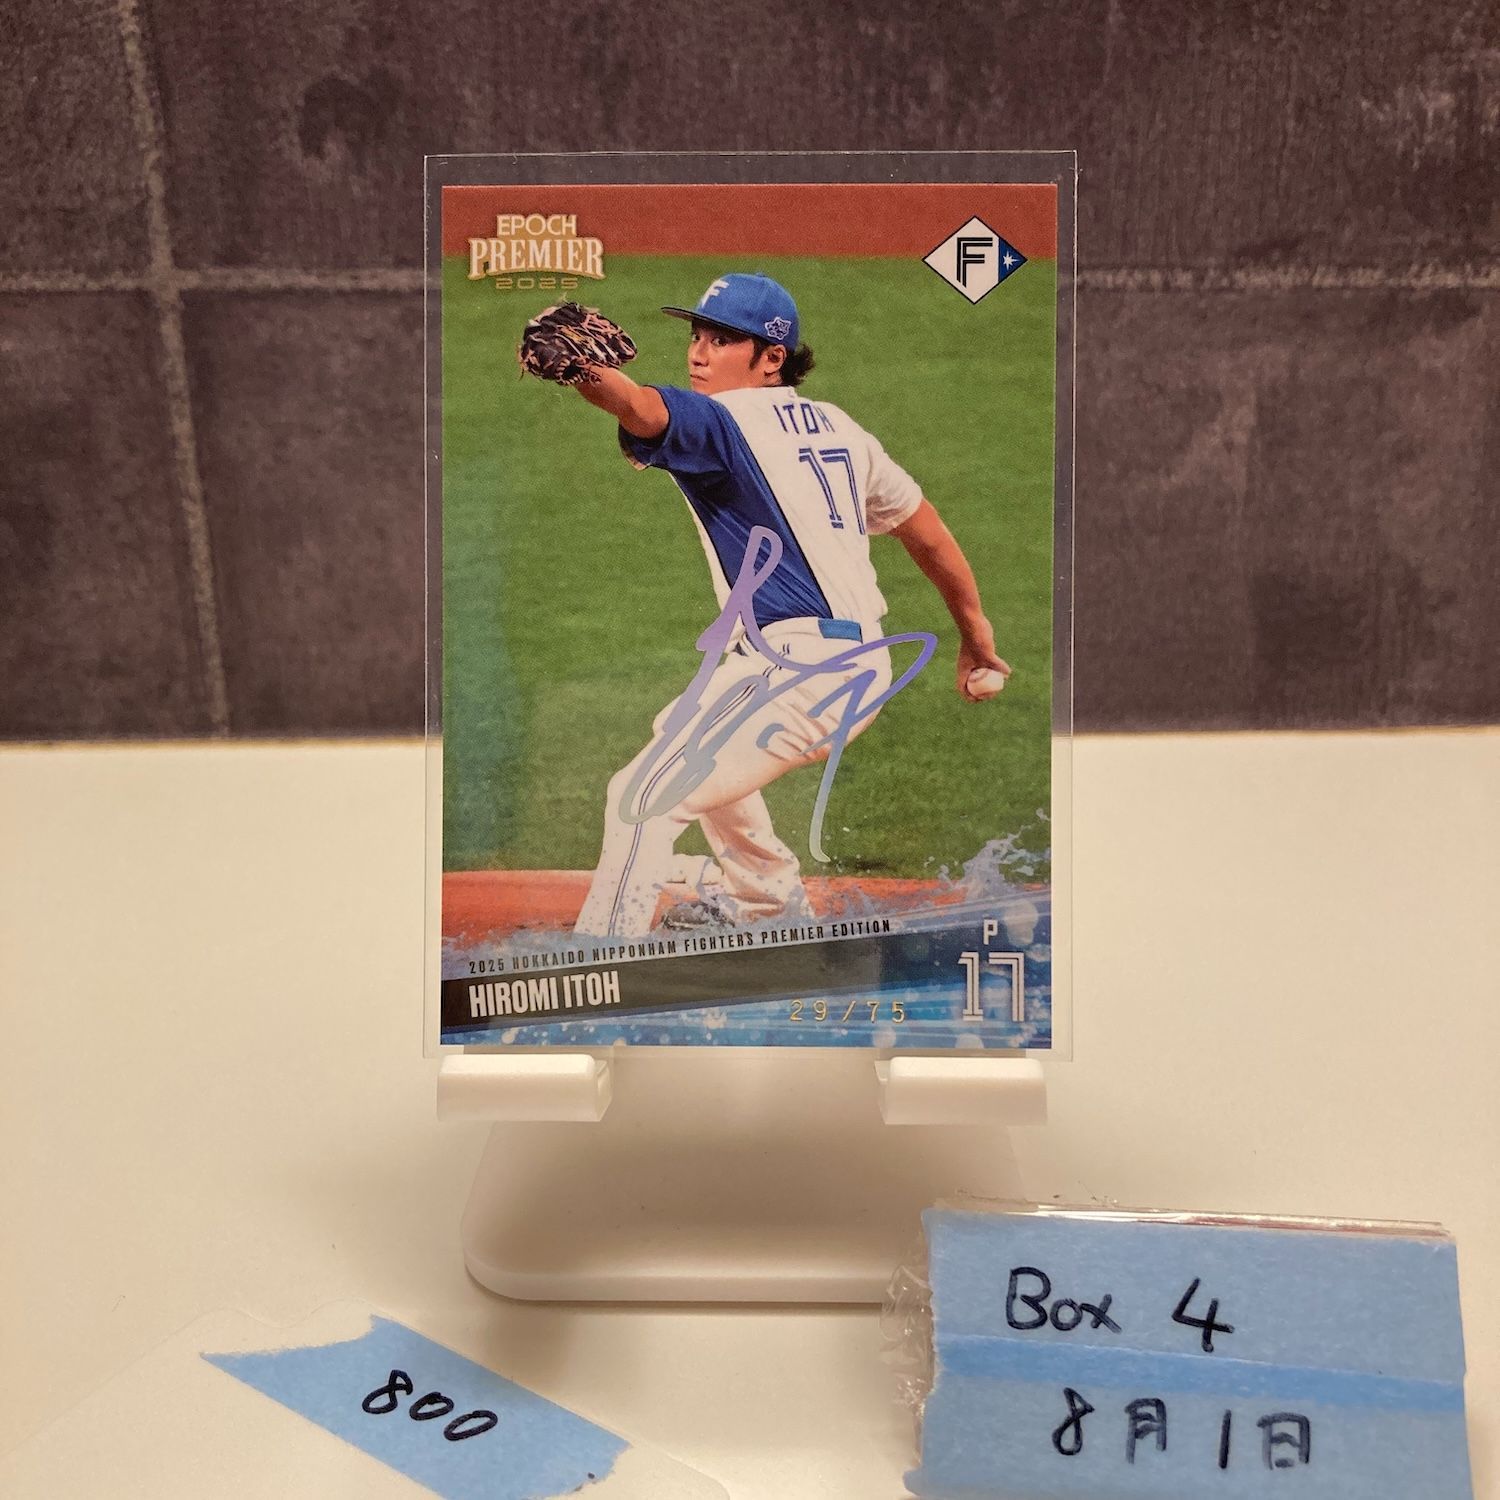 EPOCH
PREMIER
2025
F
F
ITOH
17
2025 HOKKAIDO NIPPONHAM FIGHTERS PREMIER EDITION
HIROMI ITOH
29/75
P
17
Box 4
8月1日
800